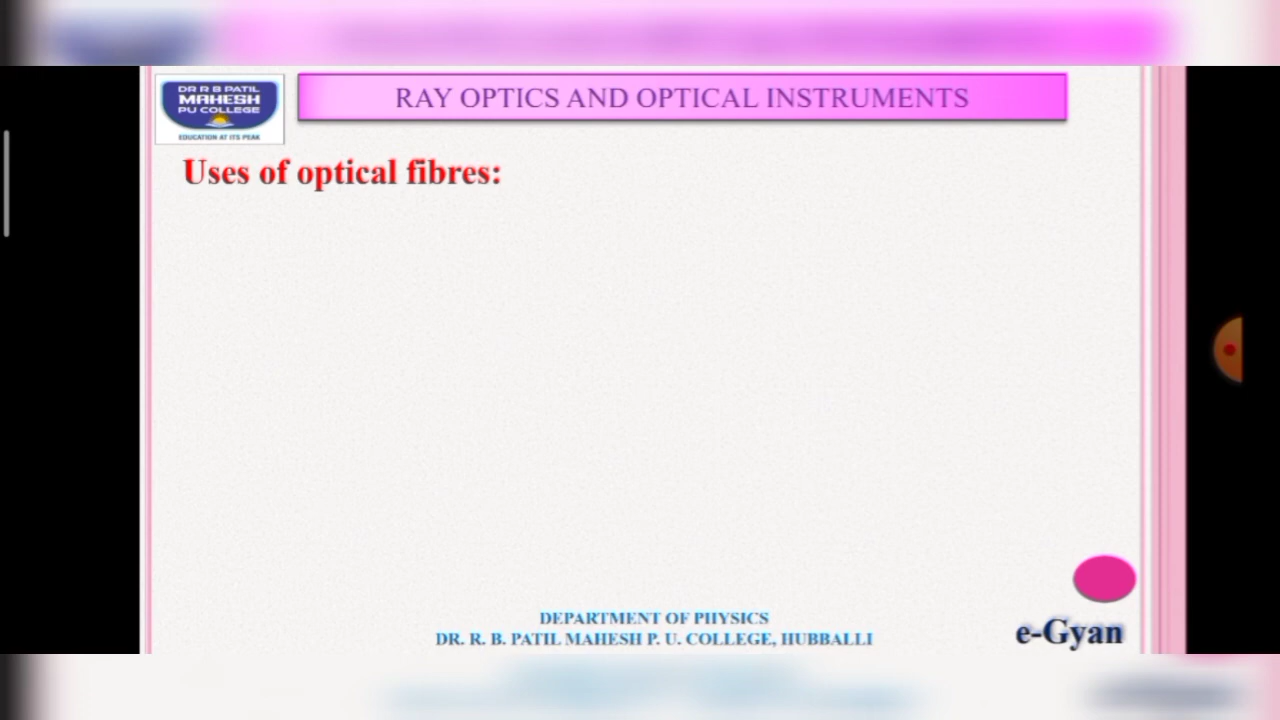 DR R B PATIL
MAHESH
PU COLLEGE
EDUCATION AT ITS PEAK
RAY OPTICS AND OPTICAL INSTRUMENTS
Uses of optical fibres:
DEPARTMENT OF PHYSICS
DR. R. B. PATIL MAHESH P. U. COLLEGE, HUBBALLI
e-Gyan